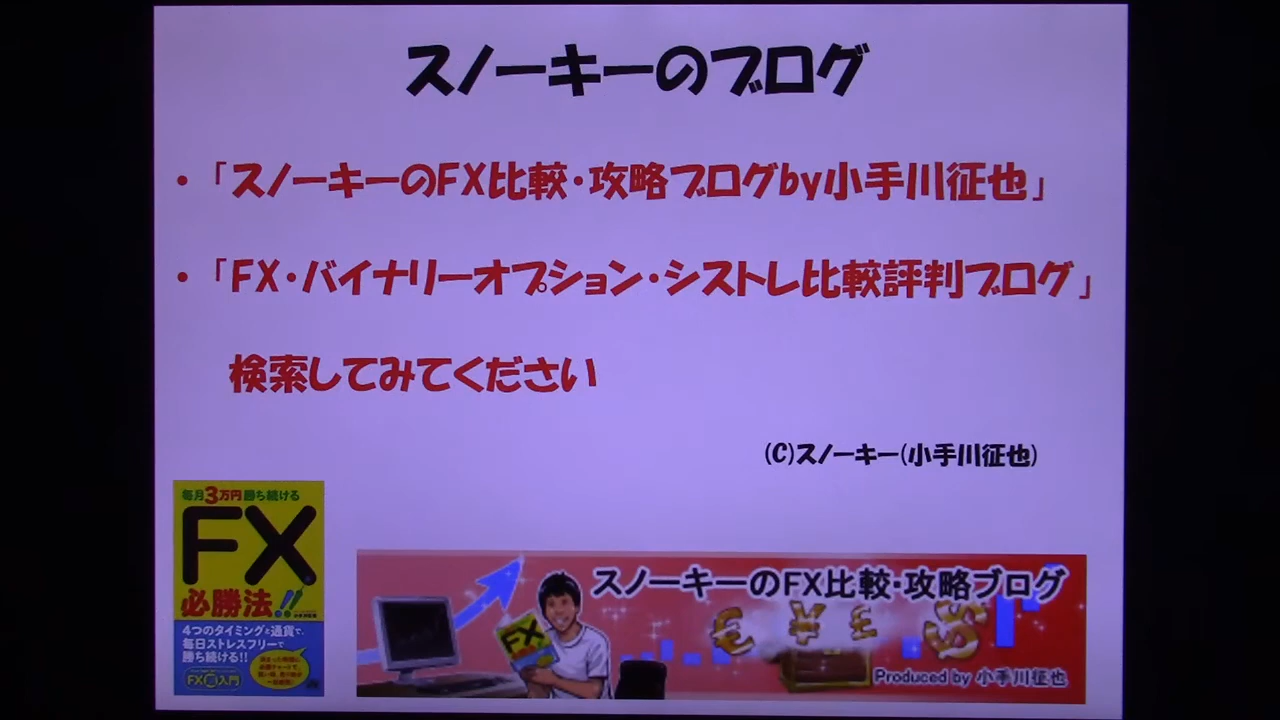 スノーキーのブログ
・「スノーキーのFX比較・攻略ブログby小手川征也」
・「FX・バイナリーオプション・シストレ比較評判ブログ」
検索してみてください
(C)スノーキー(小手川征也)
毎月3万円勝ち続ける
FX
必勝法!!
4つのタイミングと通貨で、
毎日ストレスフリーで
勝ち続ける!!
FX
スノーキーのFX比較・攻略ブログ
Produced by 小手川征也